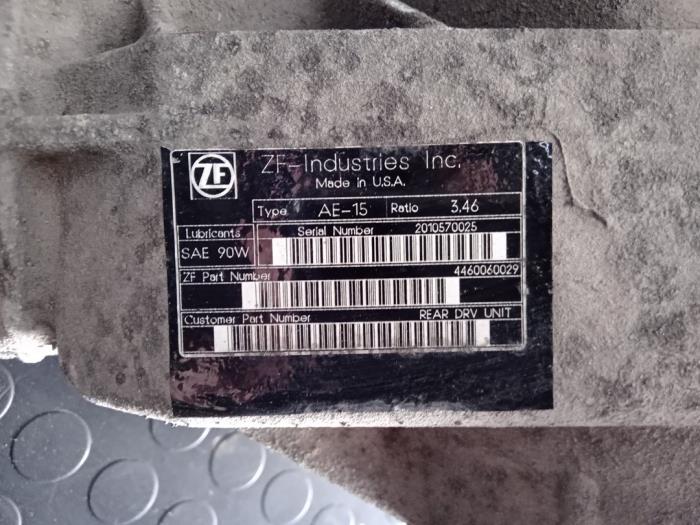 ZF
ZF-Industries Inc.
Made in U.S.A.
Type AE-15 Ratio 3,46
Lubricants
SAE 90W
Serial Number 2010570025
ZF Part Number 4460060029
Customer Part Number REAR DRV UNIT